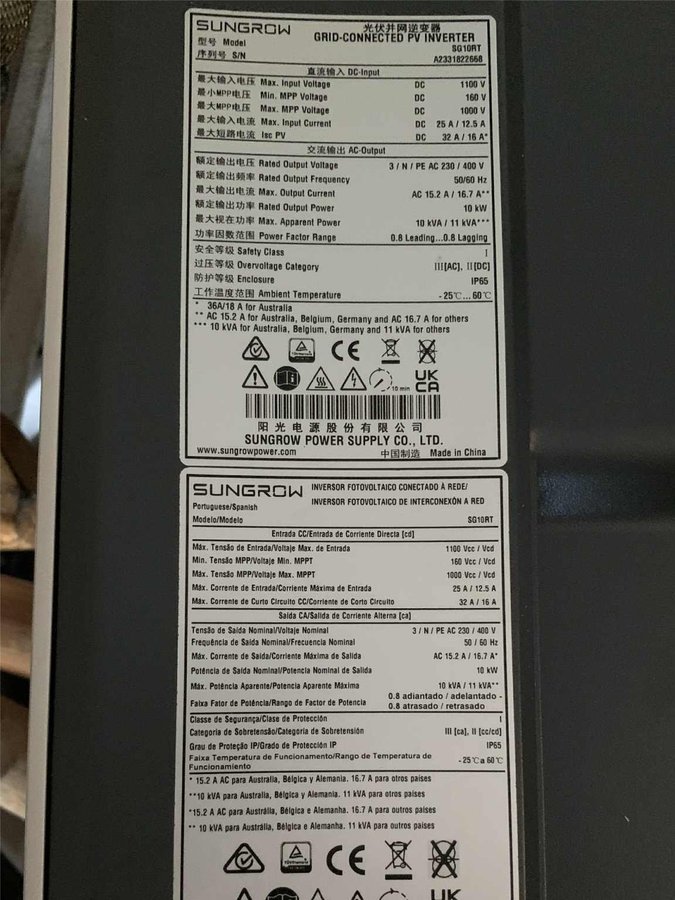 SUNGROW
光伏并网逆变器
GRID-CONNECTED PV INVERTER
型号 Model SG10RT
序列号 S/N A2331822668
直流输入 DC-Input
最大输入电压 Max. Input Voltage DC 1100 V
最小MPP电压 Min. MPP Voltage DC 160 V
最大MPP电压 Max. MPP Voltage DC 1000 V
最大输入电流 Max. Input Current DC 25 A / 12.5 A
最大短路电流 Isc PV DC 32 A / 16 A*
交流输出 AC-Output
额定输出电压 Rated Output Voltage 3 / N / PE AC 230 / 400 V
额定输出频率 Rated Output Frequency 50/60 Hz
最大输出电流 Max. Output Current AC 15.2 A / 16.7 A**
额定输出功率 Rated Output Power 10 kW
最大视在功率 Max. Apparent Power 10 kVA / 11 kVA***
功率因数范围 Power Factor Range 0.8 Leading...0.8 Lagging
安全等级 Safety Class I
过压等级 Overvoltage Category III[AC], II[DC]
防护等级 Enclosure IP65
工作温度范围 Ambient Temperature -25℃...60℃
* 36A/18 A for Australia
** AC 15.2 A for Australia, Belgium, Germany and AC 16.7 A for others
*** 10 kVA for Australia, Belgium, Germany and 11 kVA for others
CE
10 min
UK
CA
阳光电源股份有限公司
SUNGROW POWER SUPPLY CO., LTD.
www.sungrowpower.com 中国制造 Made in China
SUNGROW
INVERSOR FOTOVOLTAICO CONECTADO À REDE/
INVERSOR FOTOVOLTAICO DE INTERCONEXÓN A RED
Portuguese/Spanish
Modelo/Modelo SG10RT
Entrada CC/Entrada de Corriente Directa [cd]
Máx. Tensão de Entrada/Voltaje Max. de Entrada 1100 Vcc / Vcd
Min. Tensão MPP/Voltaje Min. MPPT 160 Vcc / Vcd
Máx. Tensão MPP/Voltaje Max. MPPT 1000 Vcc / Vcd
Máx. Corrente de Entrada/Corriente Máxima de Entrada 25 A / 12.5 A
Máx. Corrente de Curto Circuito CC/Corriente de Corto Circuito 32 A / 16 A
Saída CA/Salida de Corriente Alterna [ca]
Tensão de Saída Nominal/Voltaje Nominal 3 / N / PE AC 230 / 400 V
Frequência de Saída Nominal/Frecuencia Nominal 50 / 60 Hz
Máx. Corrente de Saída/Corriente Máxima de Salida AC 15.2 A / 16.7 A*
Potência de Saída Nominal/Potencia Nominal de Salida 10 kW
Máx. Potência Aparente/Potencia Aparente Máxima 10 kVA / 11 kVA**
Faixa Fator de Potência/Rango de Factor de Potencia 0.8 adiantado / adelantado -
0.8 atrasado / retrasado
Classe de Segurança/Clase de Protección I
Categoria de Sobretensão/Categoría de Sobretensión III [ca], II [cc/cd]
Grau de Proteção IP/Grado de Protección IP IP65
Faixa Temperatura de Funcionamento/Rango de Temperatura de -25℃ a 60℃
Funcionamiento
* 15.2 A AC para Australia, Bélgica y Alemania. 16.7 A para otros países
**10 kVA para Australia, Bélgica y Alemania. 11 kVA para otros países
*15.2 A AC para Austrália, Bélgica e Alemanha. 16.7 A para outros países
** 10 kVA para Austrália, Bélgica e Alemanha. 11 kVA para outros países
CE
UK